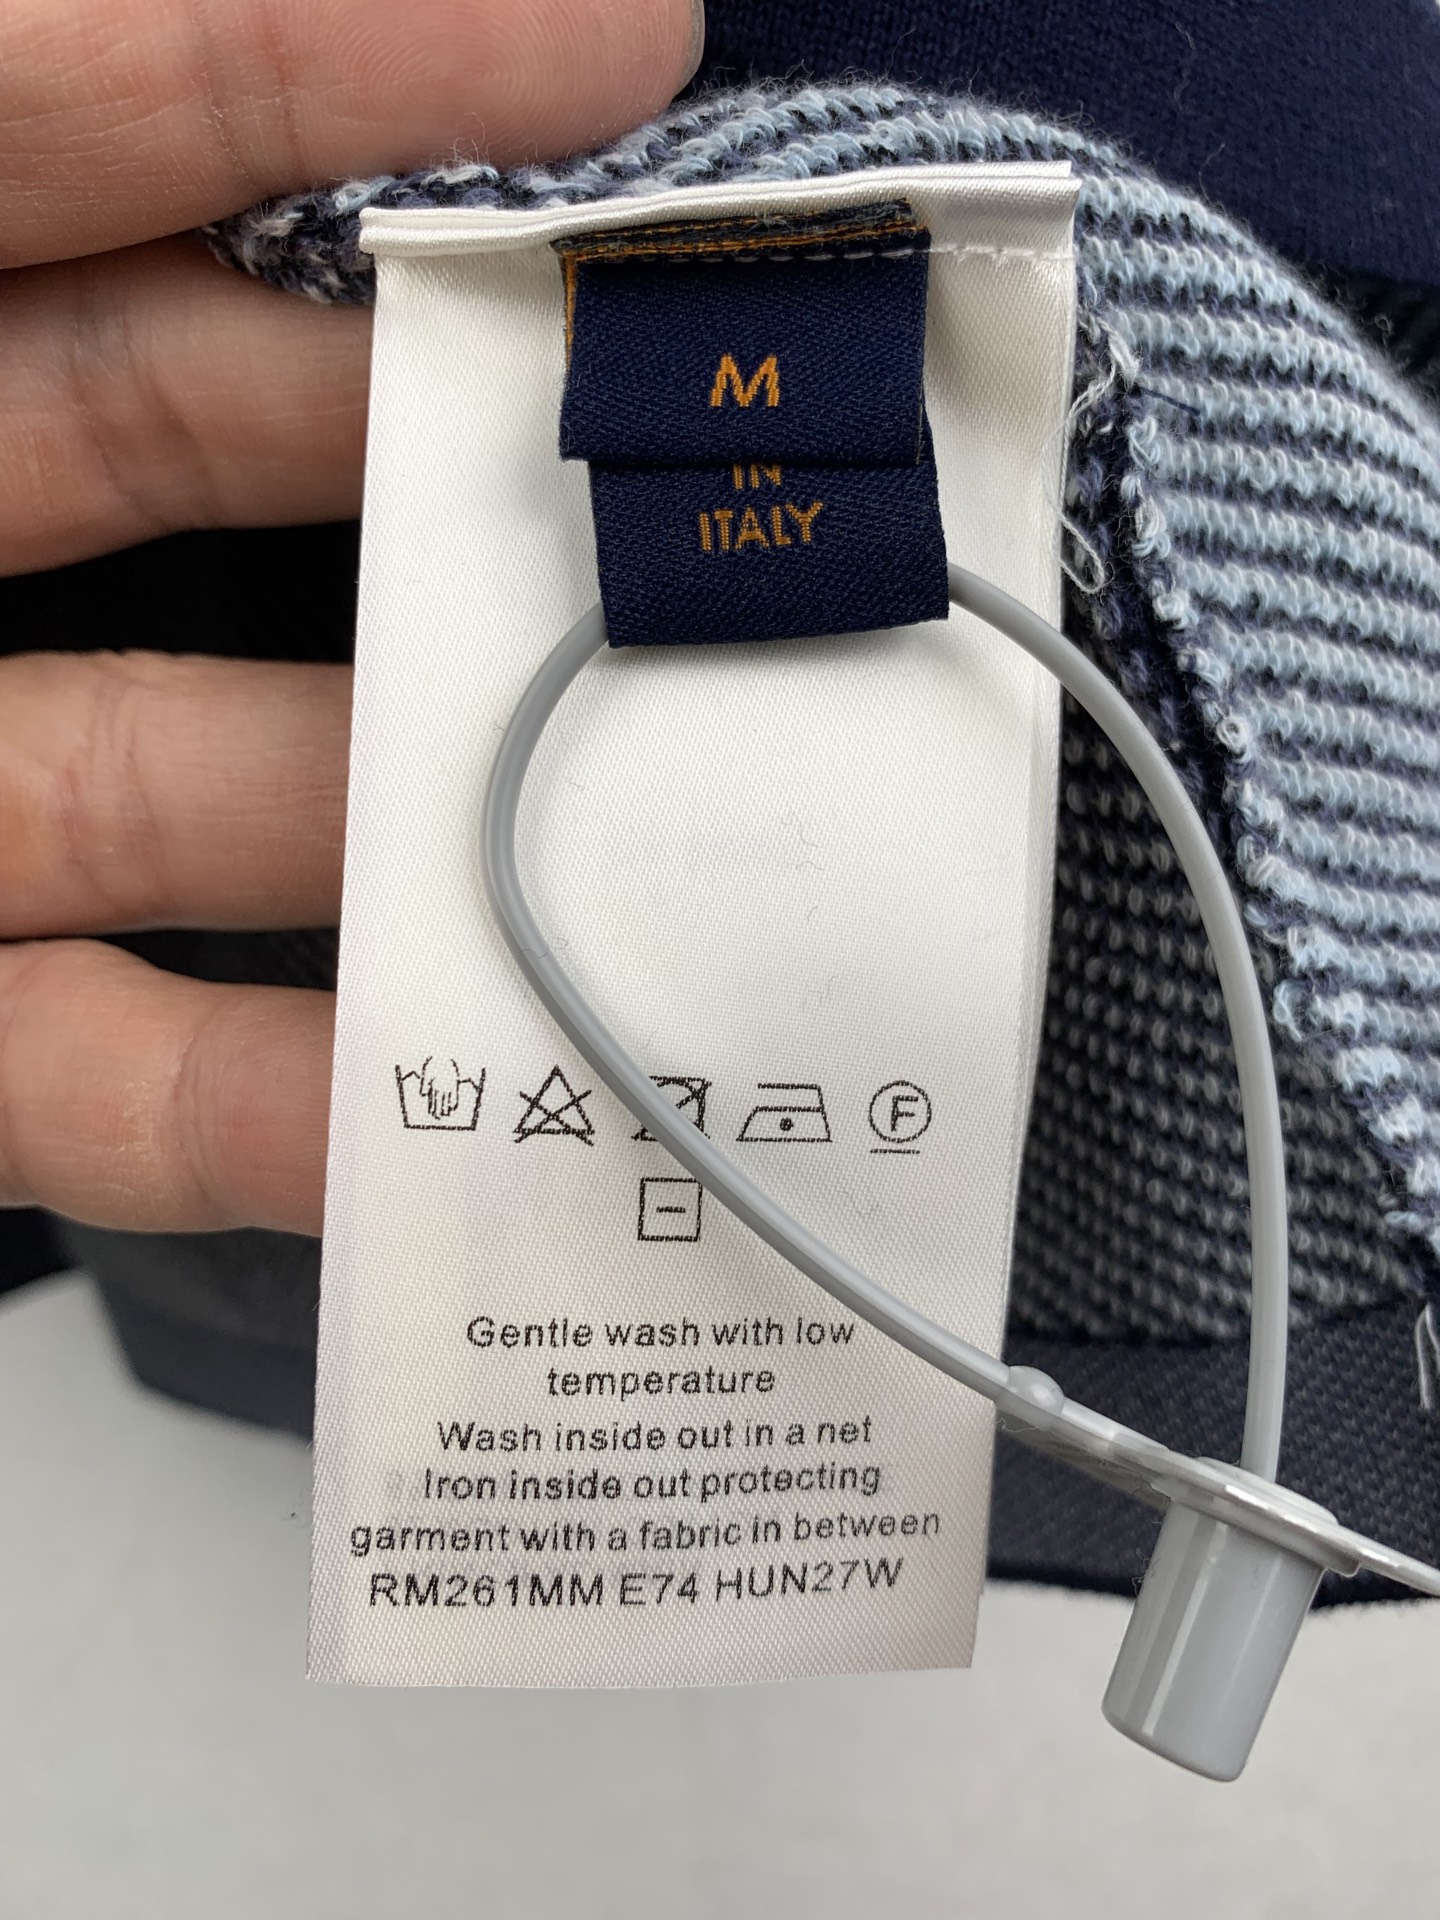 M
IN
ITALY
F
Gentle wash with low
temperature
Wash inside out in a net
Iron inside out protecting
garment with a fabric in between
RM261MM E74 HUN27W